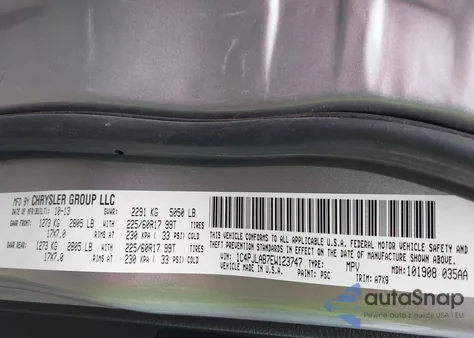 MFD BY CHRYSLER GROUP LLC
DATE OF MFR/BUILT: 10-13 GVWR: 2291 KG 5050 LB
GAWR FRONT: 1273 KG 2805 LB WITH 225/60R17 99T TIRES
17X7.0 RIMS AT 230 KPA ( 33 PSI) COLD
GAWR REAR: 1273 KG 2805 LB WITH 225/60R17 99T TIRES
17X7.0 RIMS AT 230 KPA ( 33 PSI) COLD
THIS VEHICLE CONFORMS TO ALL APPLICABLE U.S.A. FEDERAL MOTOR VEHICLE SAFETY AND
THEFT PREVENTION STANDARDS IN EFFECT ON THE DATE OF MANUFACTURE SHOWN ABOVE.
VIN: 1C4PJLAB7EW123747 TYPE: MPV MDH: 101908 035AA
VEHICLE MADE IN U.S.A. PAINT: PSC TRIM: A7X9
autoSnap